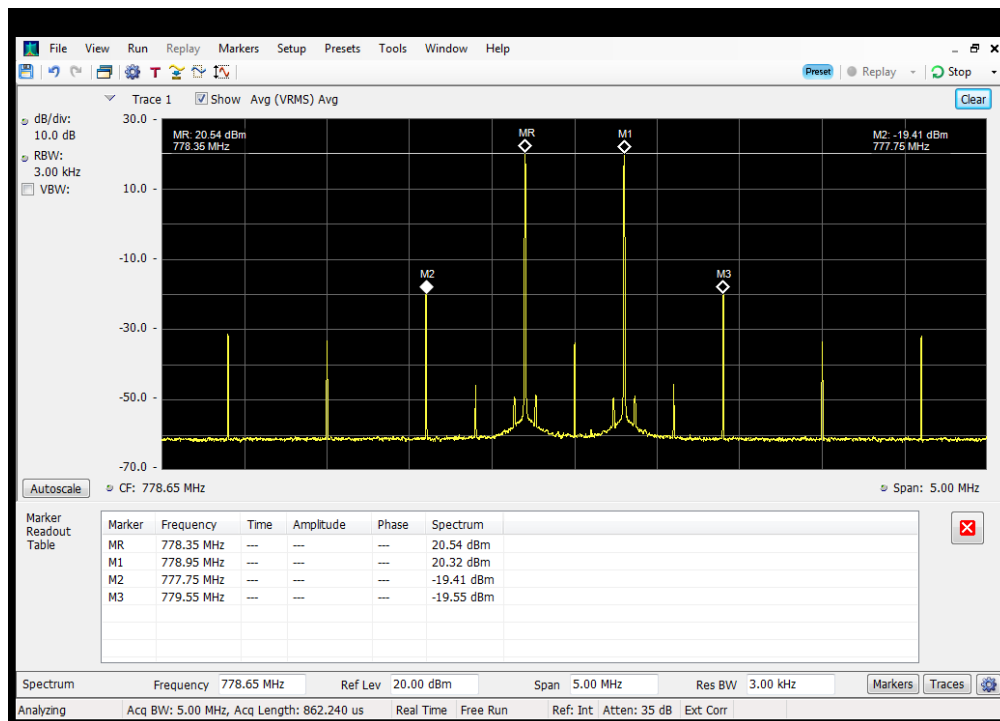 File View Run Replay Markers Setup Presets Tools Window Help
T Preset Replay Stop
Trace 1 Show Avg (VRMS) Avg Clear
dB/div:
10.0 dB
RBW:
3.00 kHz
VBW:
30.0 -
10.0 -
-10.0 -
-30.0 -
-50.0 -
-70.0 -
MR: 20.54 dBm
778.35 MHz
MR
M1
M2: -19.41 dBm
777.75 MHz
M2
M3
Autoscale CF: 778.65 MHz Span: 5.00 MHz
Marker
Readout
Table
Marker Frequency Time Amplitude Phase Spectrum
MR 778.35 MHz --- --- --- 20.54 dBm
M1 778.95 MHz --- --- --- 20.32 dBm
M2 777.75 MHz --- --- --- -19.41 dBm
M3 779.55 MHz --- --- --- -19.55 dBm
Spectrum Frequency 778.65 MHz Ref Lev 20.00 dBm Span 5.00 MHz Res BW 3.00 kHz Markers Traces
Analyzing Acq BW: 5.00 MHz, Acq Length: 862.240 us Real Time Free Run Ref: Int Atten: 35 dB Ext Corr